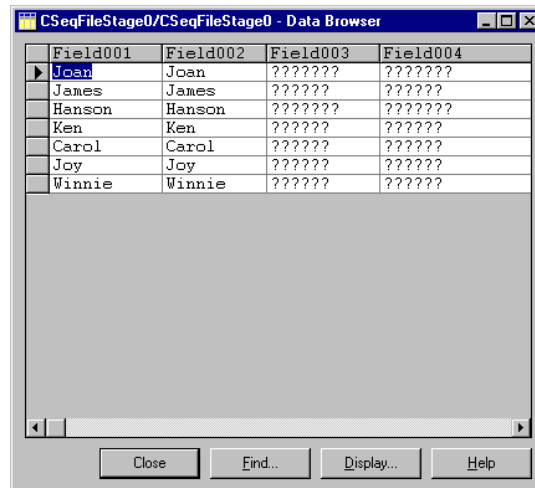 CSeqFileStage0/CSeqFileStage0 - Data Browser
Field001 Field002 Field003 Field004
Joan Joan ??????? ???????
James James ?????? ??????
Hanson Hanson ??????? ???????
Ken Ken ?????? ??????
Carol Carol ?????? ??????
Joy Joy ?????? ??????
Winnie Winnie ?????? ??????
Close Find... Display... Help